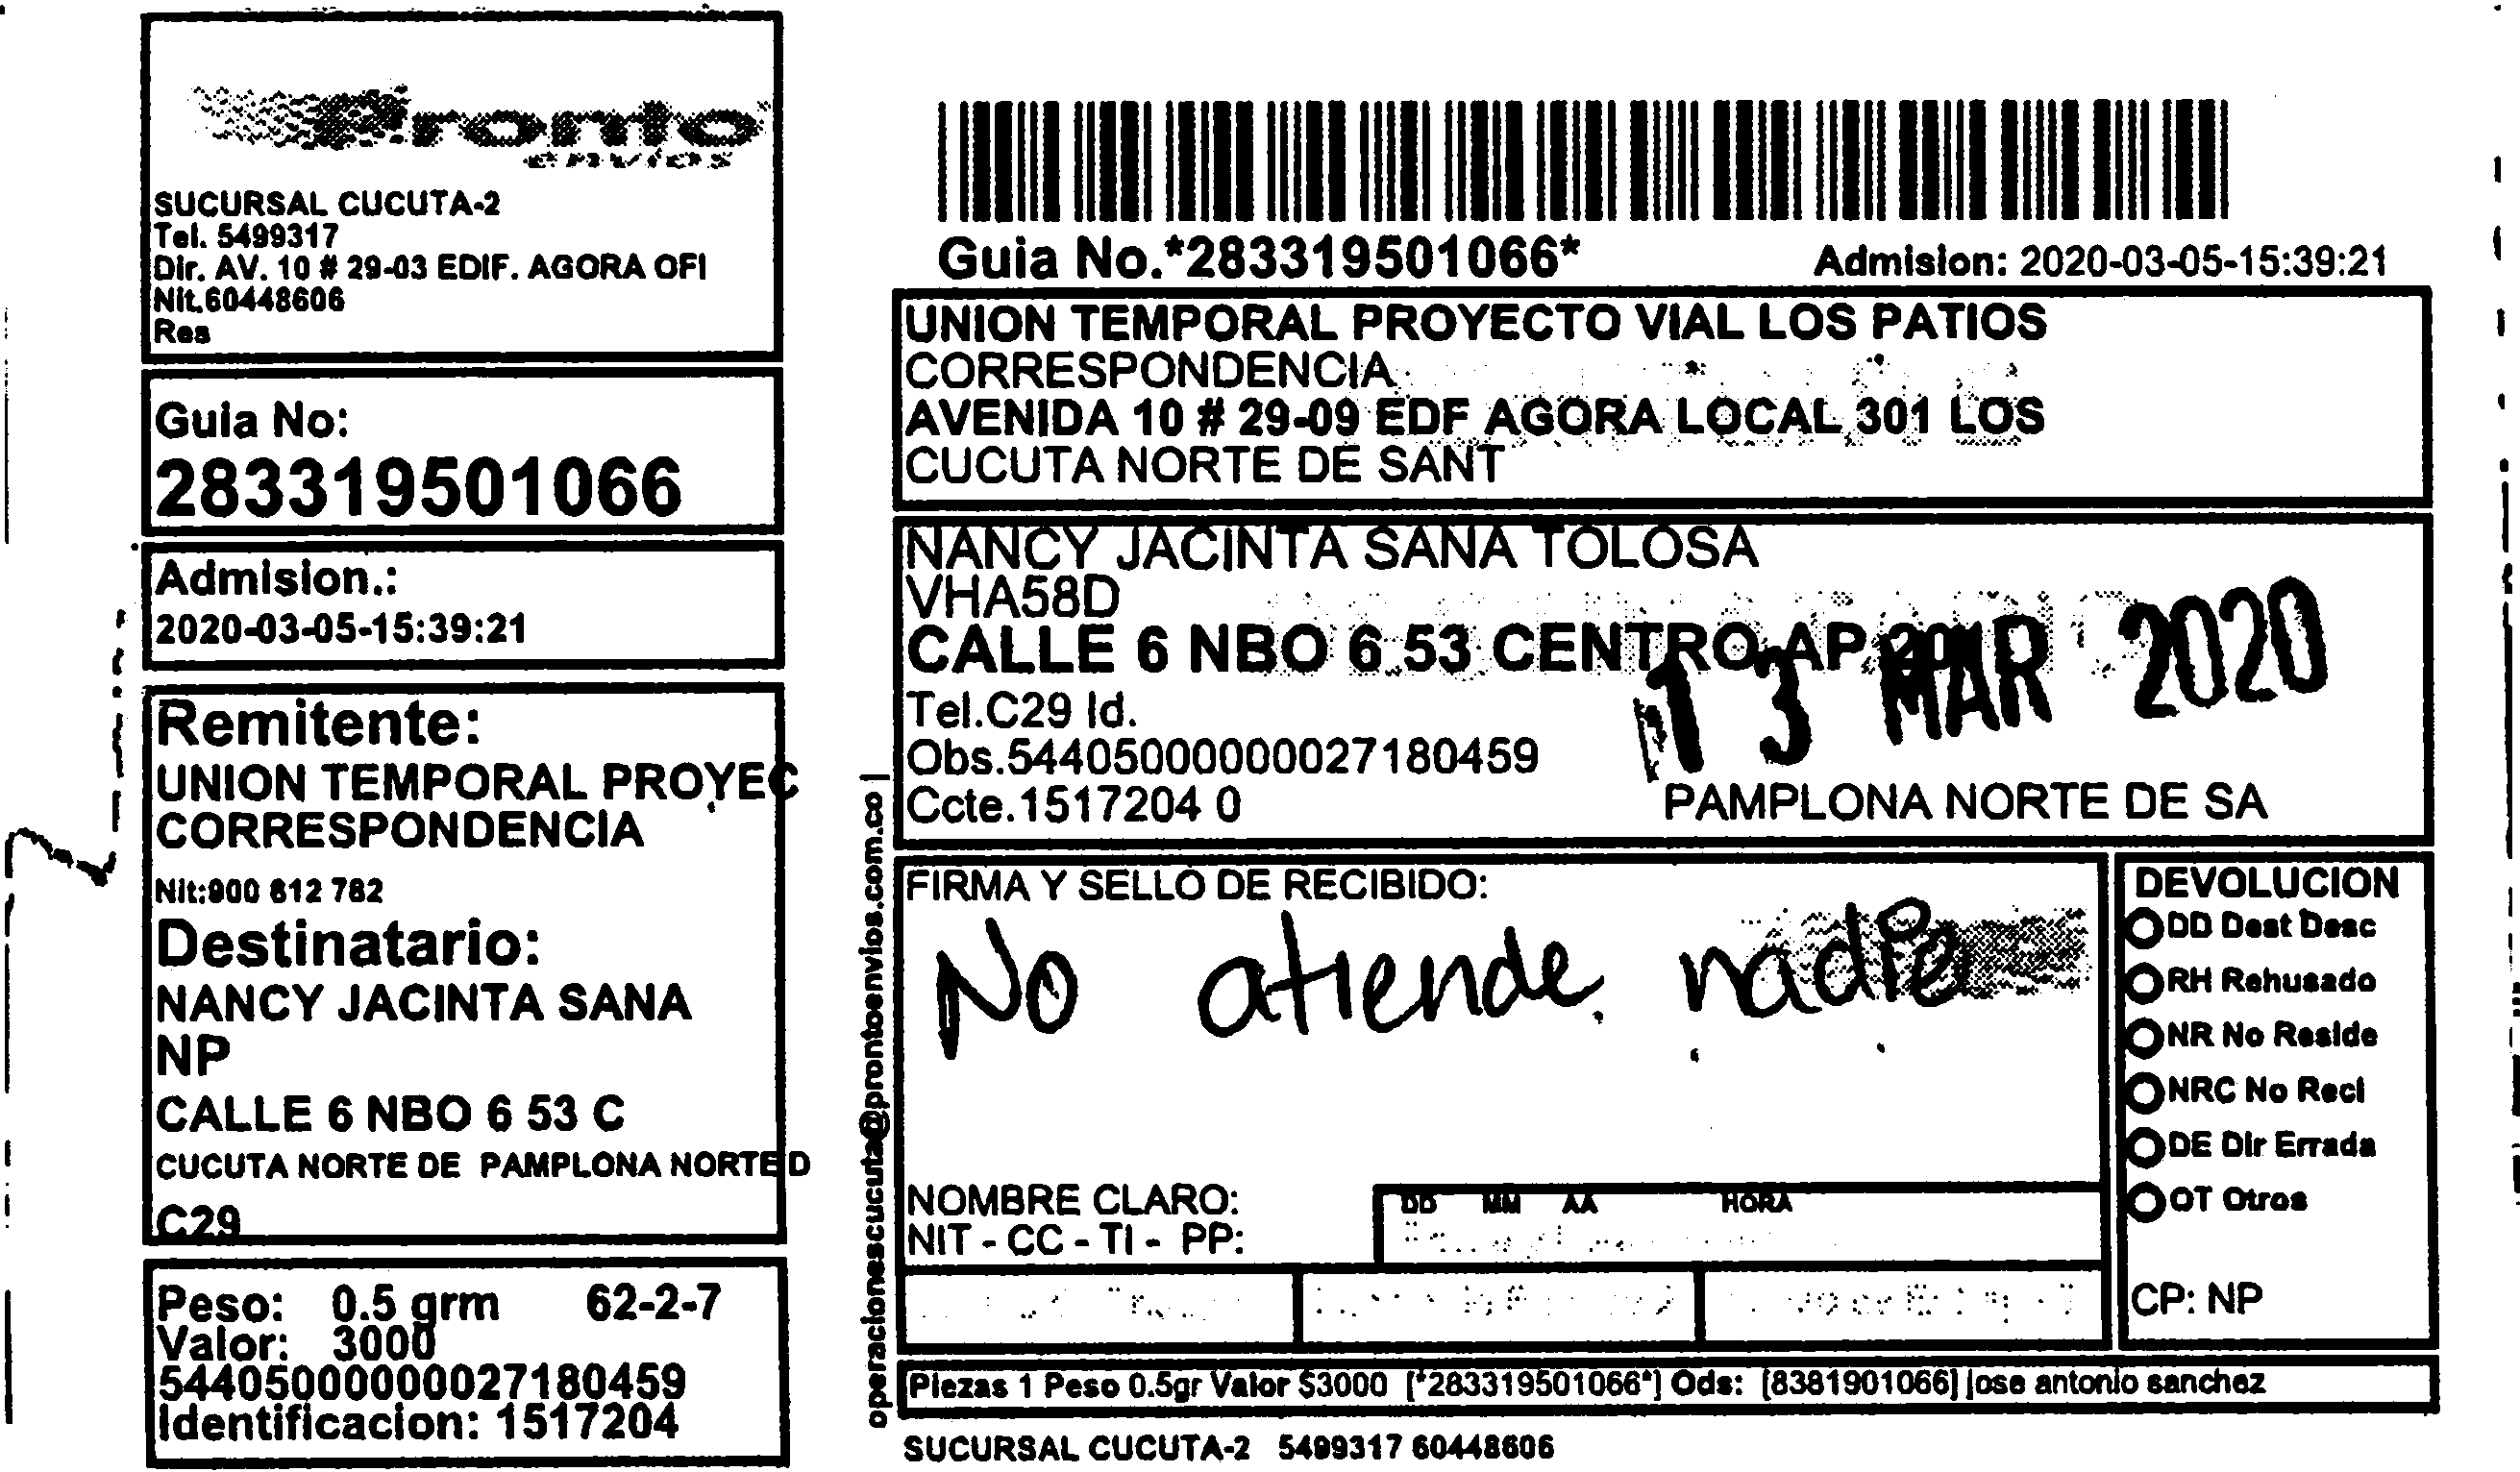 Pronto
envios
SUCURSAL CUCUTA-2
Tel. 5499317
Dir. AV. 10 # 29-03 EDIF. AGORA OFI
Nit.60448606
Res
Guia No:
283319501066
Admision.:
2020-03-05-15:39:21
Remitente:
UNION TEMPORAL PROYEC
CORRESPONDENCIA
Nit:900 812 782
Destinatario:
NANCY JACINTA SANA
NP
CALLE 6 NBO 6 53 C
CUCUTA NORTE DE PAMPLONA NORTE D
C29
Peso: 0.5 grm 62-2-7
Valor: 3000
544050000000027180459
Identificacion: 1517204
operacionescucuta@prontoenvios.com.co |
Guia No.*283319501066*
Admision: 2020-03-05-15:39:21
UNION TEMPORAL PROYECTO VIAL LOS PATIOS
CORRESPONDENCIA
AVENIDA 10 # 29-09 EDF AGORA LOCAL 301 LOS
CUCUTA NORTE DE SANT
NANCY JACINTA SANA TOLOSA
VHA58D
CALLE 6 NBO 6 53 CENTRO AP
13 MAR 2020
Tel.C29 Id.
Obs.544050000000027180459
Ccte.1517204 0
PAMPLONA NORTE DE SA
FIRMA Y SELLO DE RECIBIDO:
No atiende nadie
NOMBRE CLARO:
NIT - CC - TI - PP:
DD MM AA HORA
DEVOLUCION
DD Dest Desc
RH Rehusado
NR No Reside
NRC No Recl
DE Dir Errada
OT Otros
CP: NP
Piezas 1 Peso 0.5gr Valor $3000 [*283319501066*] Ods: [8381901066] jose antonio sanchez
SUCURSAL CUCUTA-2 5499317 60448606